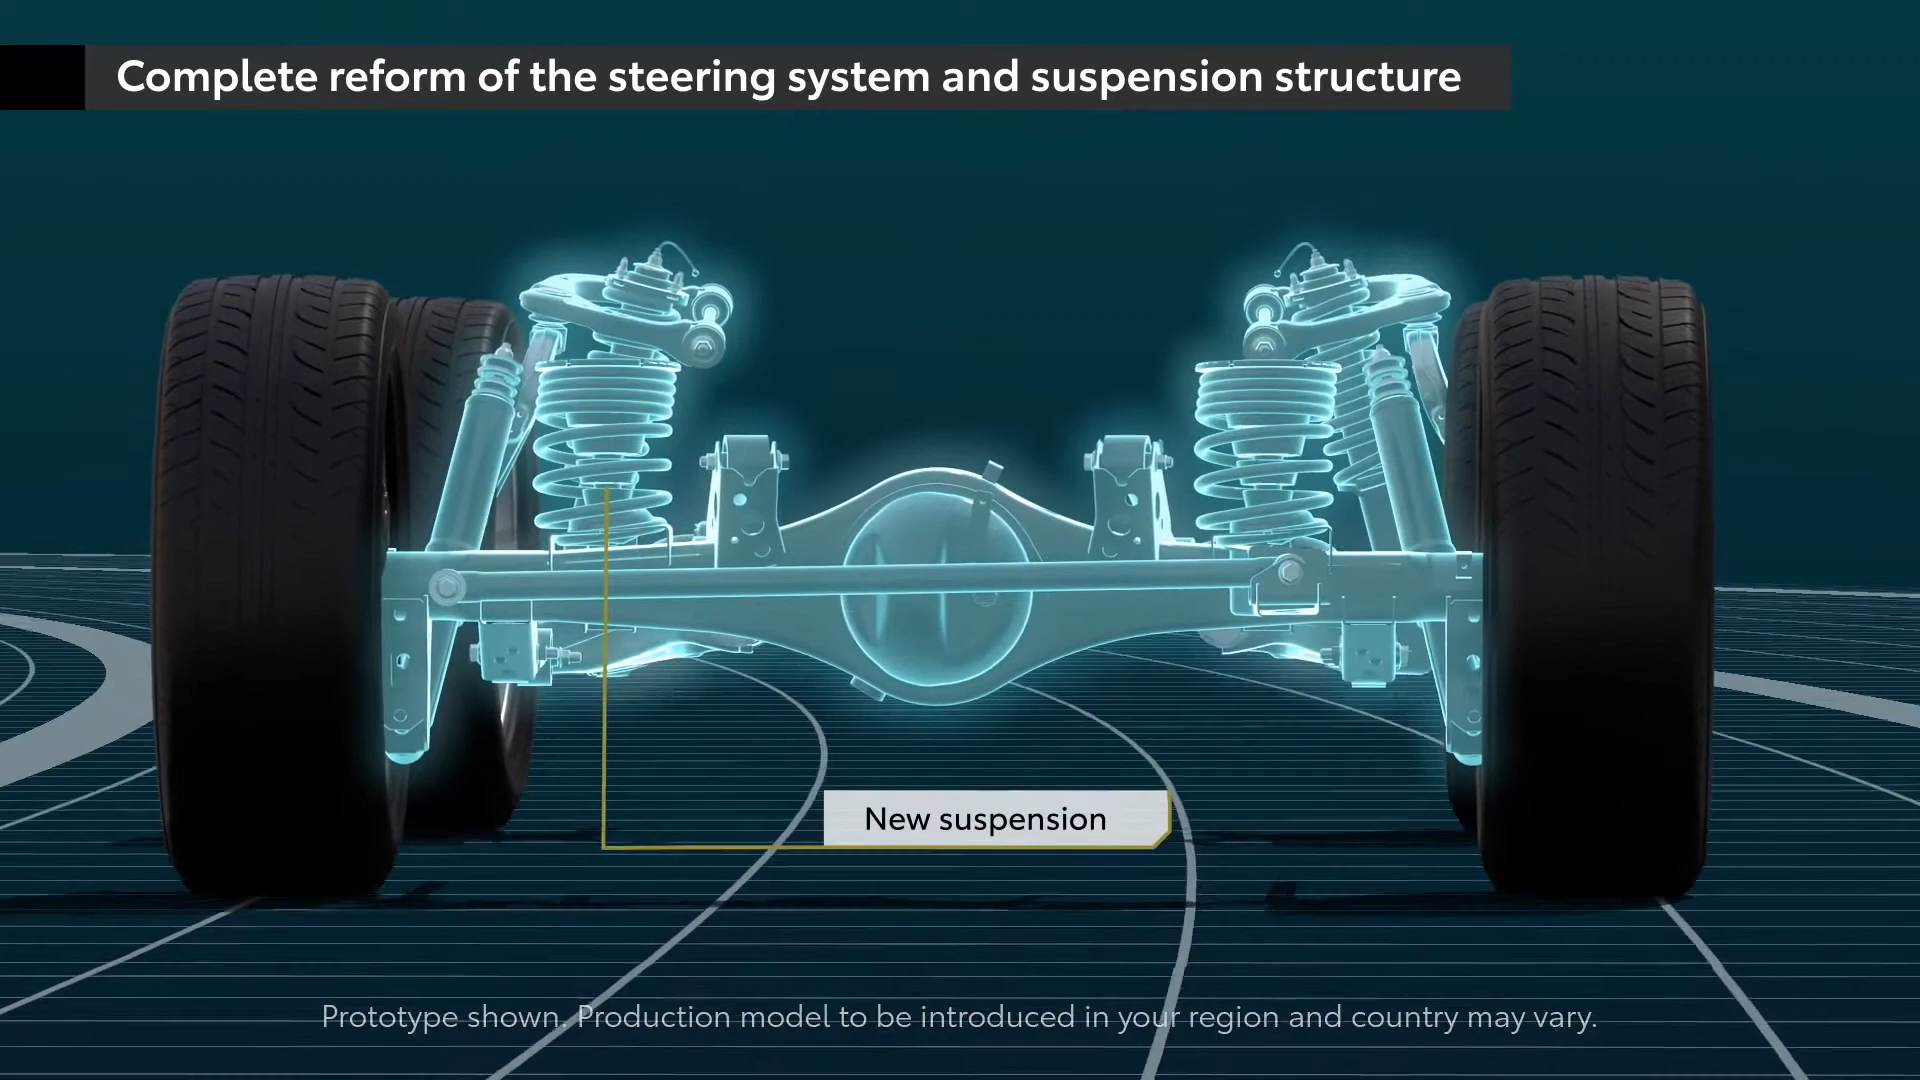 Complete reform of the steering system and suspension structure
New suspension
Prototype shown. Production model to be introduced in your region and country may vary.